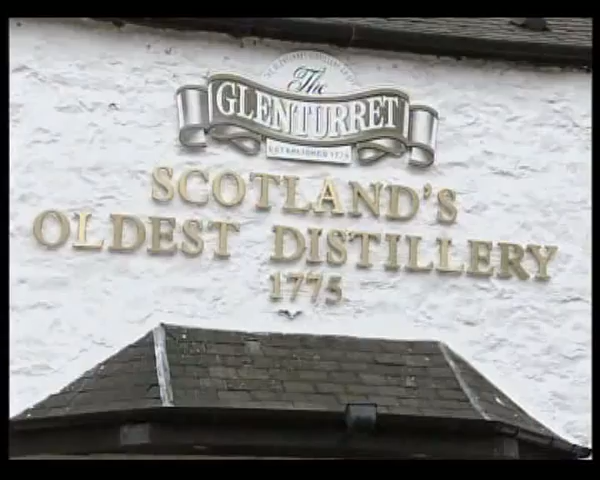 The
GLENTURRET
ESTABLISHED 1775
SCOTLAND'S
OLDEST DISTILLERY
1775